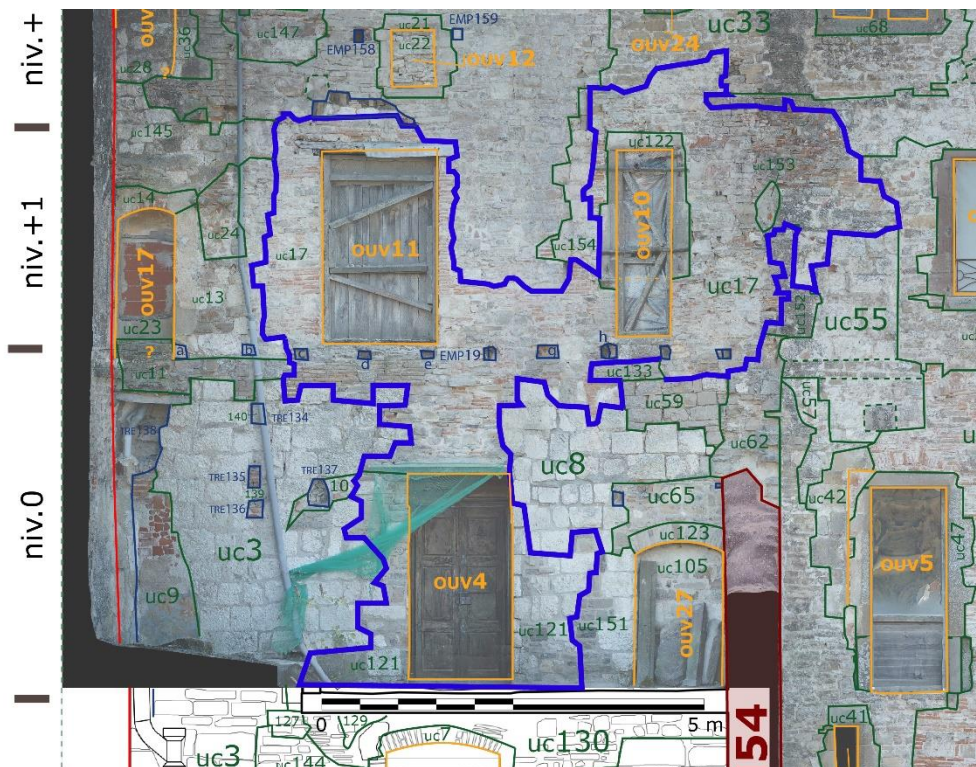 niv.+
niv.+1
niv.0
uc36
uc28
?
uc147
EMP158
uc21
uc22
EMP159
ouv12
ouv24
uc33
uc68
uc145
uc14
uc24
uc17
ouv11
uc122
ouv10
uc154
uc153
ouv17
uc13
uc23
uc17
uc152
uc55
?
uc11
a
b
c
d
e
EMP19
g
h
uc133
uc59
uc57
TRE138
140
TRE134
uc62
TRE135
139
TRE136
TRE137
10
uc8
uc65
uc42
uc47
uc3
uc123
uc105
ouv5
uc9
ouv4
ouv27
uc121
uc121
uc151
0
5 m
54
uc41
127
129
uc7
uc130
uc3
uc144